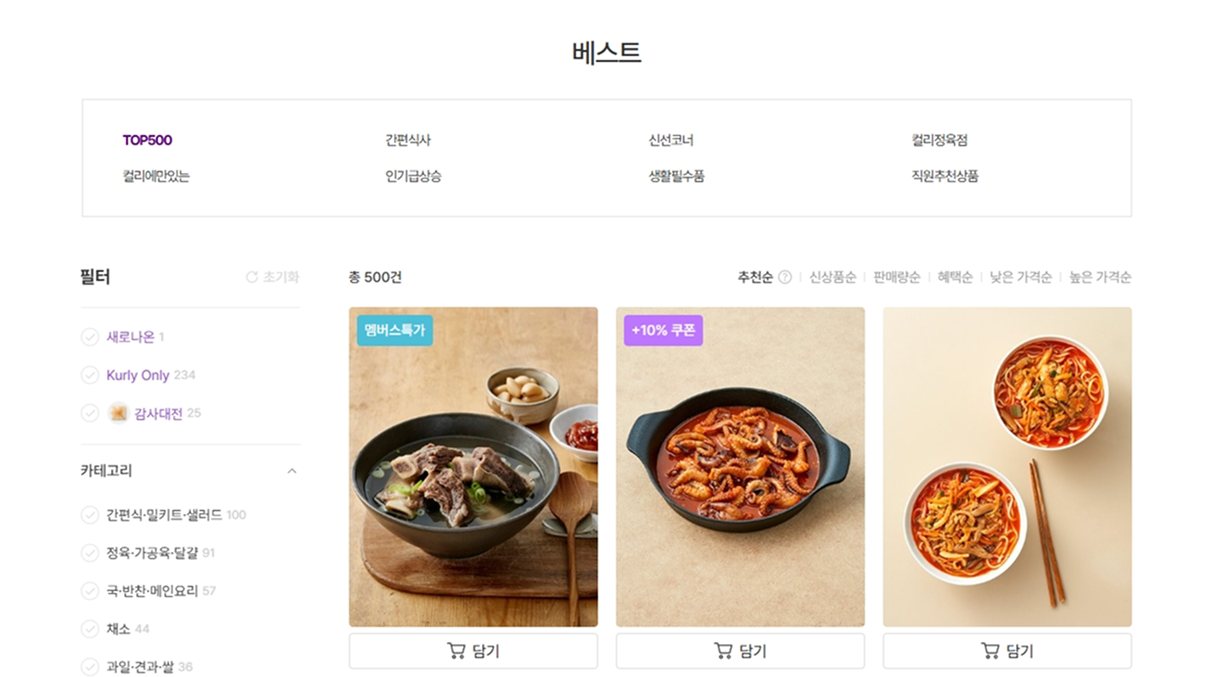 베스트
TOP500 간편식사 신선코너 컬리정육점
컬리에만있는 인기급상승 생활필수품 직원추천상품
필터 초기화
총 500건 추천순 ? 신상품순 판매량순 혜택순 낮은 가격순 높은 가격순
새로나온 1
Kurly Only 234
감사대전 25
카테고리
간편식·밀키트·샐러드 100
정육·가공육·달걀 91
국·반찬·메인요리 57
채소 44
과일·견과·쌀 36
멤버스특가 +10% 쿠폰
담기 담기 담기